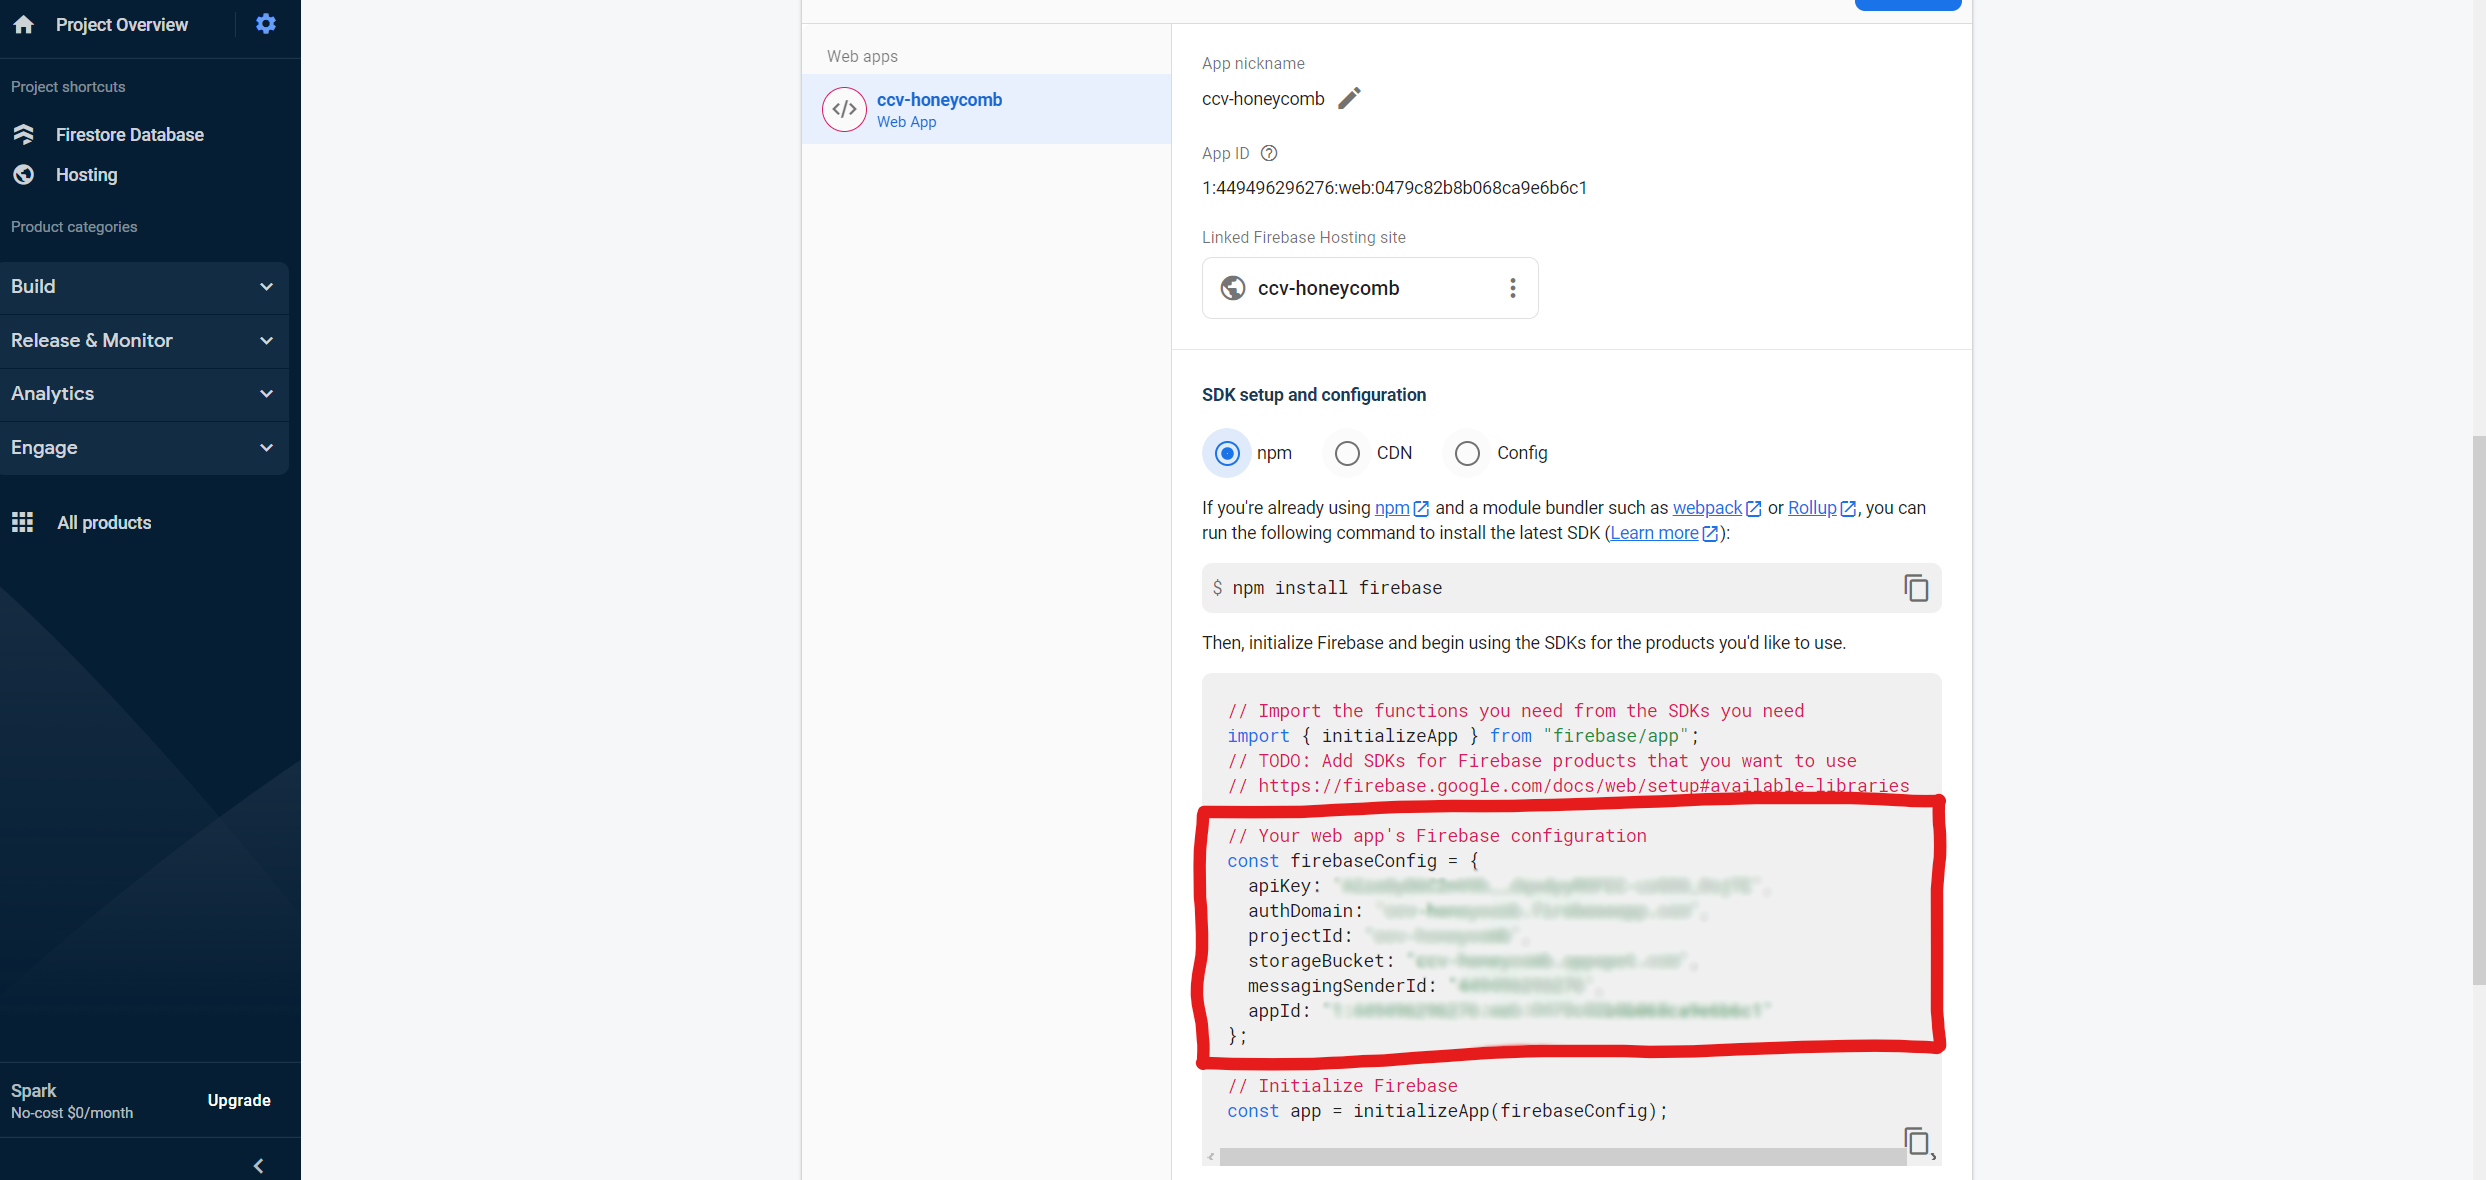 Project Overview
Project shortcuts
Firestore Database
Hosting
Product categories
Build
Release & Monitor
Analytics
Engage
All products
Spark
No-cost $0/month
Upgrade
Web apps
ccv-honeycomb
Web App
App nickname
ccv-honeycomb
App ID
1:449496296276:web:0479c82b8b068ca9e6b6c1
Linked Firebase Hosting site
ccv-honeycomb
SDK setup and configuration
npm CDN Config
If you're already using npm and a module bundler such as webpack or Rollup, you can
run the following command to install the latest SDK (Learn more):
$ npm install firebase
Then, initialize Firebase and begin using the SDKs for the products you'd like to use.
// Import the functions you need from the SDKs you need
import { initializeApp } from "firebase/app";
// TODO: Add SDKs for Firebase products that you want to use
// https://firebase.google.com/docs/web/setup#available-libraries
// Your web app's Firebase configuration
const firebaseConfig = {
apiKey:
authDomain:
projectId:
storageBucket:
messagingSenderId:
appId:
};
// Initialize Firebase
const app = initializeApp(firebaseConfig);